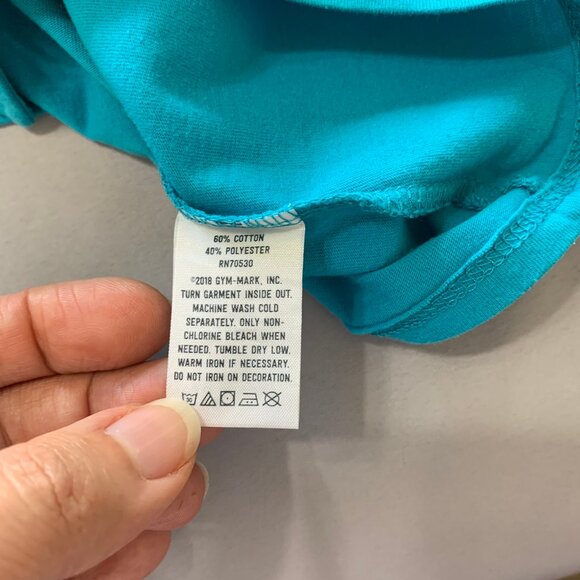 60% COTTON
40% POLYESTER
RN70530
©2018 GYM-MARK, INC.
TURN GARMENT INSIDE OUT.
MACHINE WASH COLD
SEPARATELY. ONLY NON-
CHLORINE BLEACH WHEN
NEEDED. TUMBLE DRY LOW.
WARM IRON IF NECESSARY.
DO NOT IRON ON DECORATION.